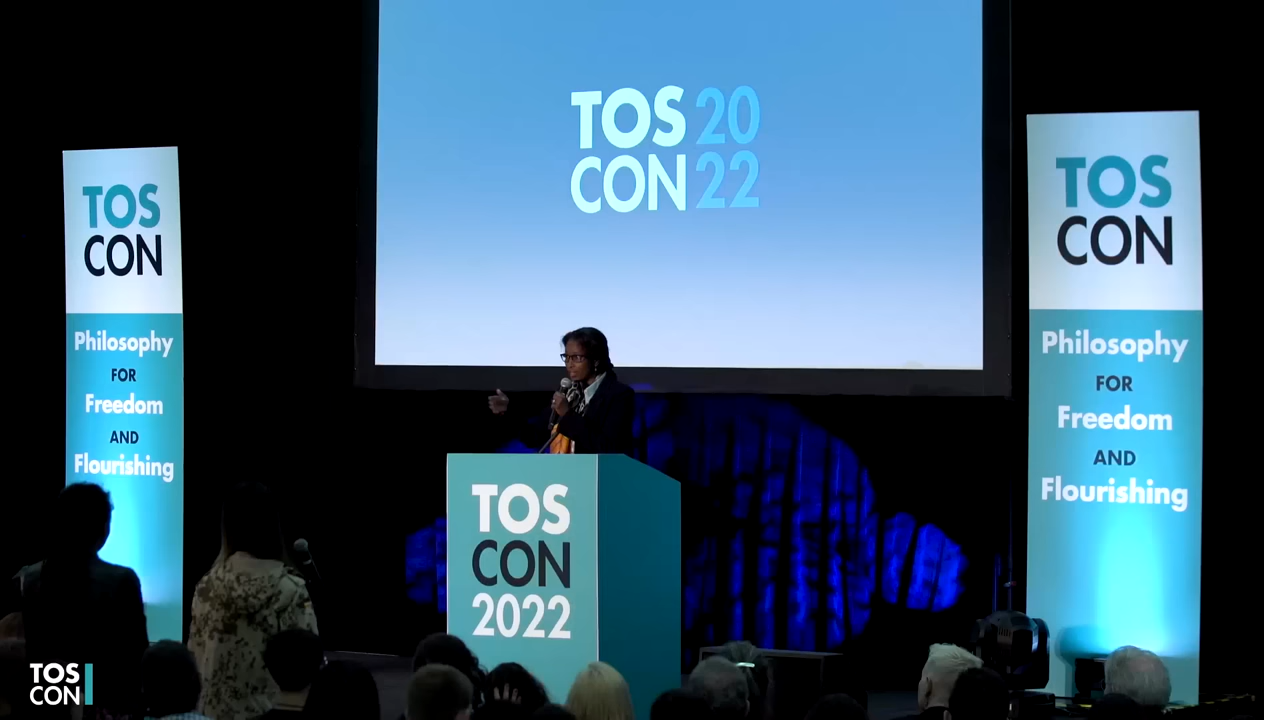 TOS 20
CON 22
TOS
CON
Philosophy
FOR
Freedom
AND
Flourishing
TOS
CON
Philosophy
FOR
Freedom
AND
Flourishing
TOS
CON
2022
TOS
CON